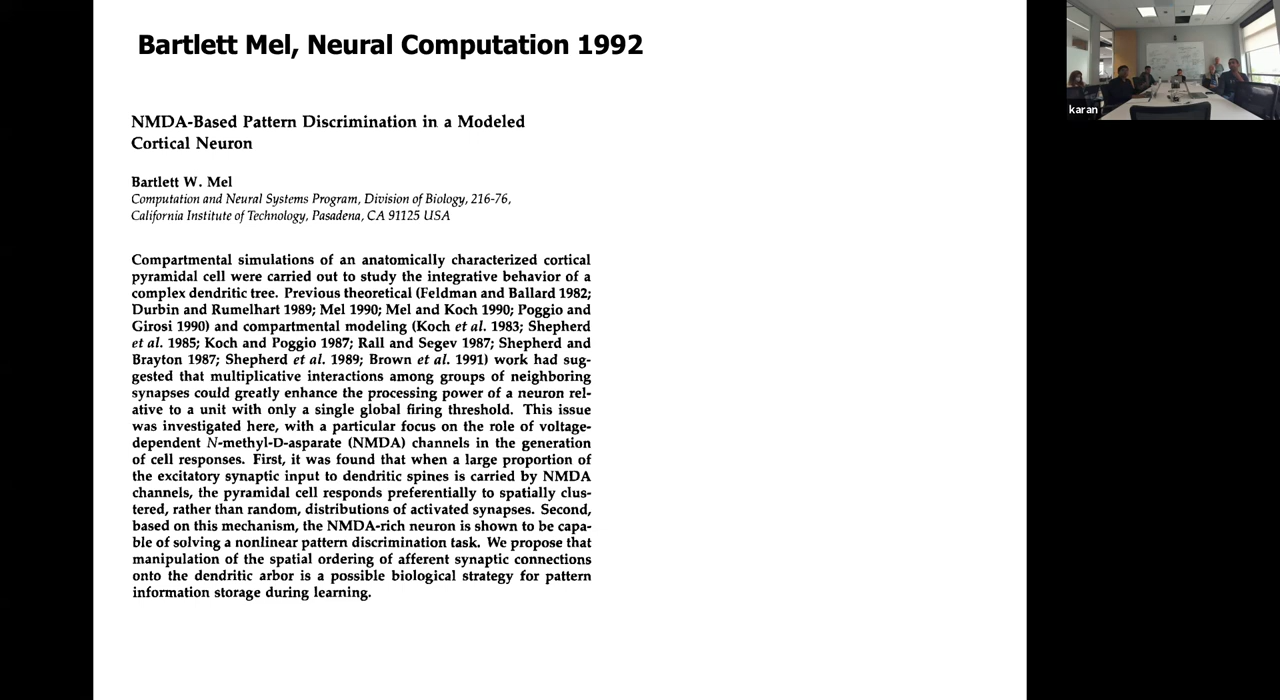 Bartlett Mel, Neural Computation 1992
NMDA-Based Pattern Discrimination in a Modeled
Cortical Neuron
Bartlett W. Mel
Computation and Neural Systems Program, Division of Biology, 216-76,
California Institute of Technology, Pasadena, CA 91125 USA
Compartmental simulations of an anatomically characterized cortical
pyramidal cell were carried out to study the integrative behavior of a
complex dendritic tree. Previous theoretical (Feldman and Ballard 1982;
Durbin and Rumelhart 1989; Mel 1990; Mel and Koch 1990; Poggio and
Girosi 1990) and compartmental modeling (Koch et al. 1983; Shepherd
et al. 1985; Koch and Poggio 1987; Rall and Segev 1987; Shepherd and
Brayton 1987; Shepherd et al. 1989; Brown et al. 1991) work had sug-
gested that multiplicative interactions among groups of neighboring
synapses could greatly enhance the processing power of a neuron rel-
ative to a unit with only a single global firing threshold. This issue
was investigated here, with a particular focus on the role of voltage-
dependent N-methyl-D-asparate (NMDA) channels in the generation
of cell responses. First, it was found that when a large proportion of
the excitatory synaptic input to dendritic spines is carried by NMDA
channels, the pyramidal cell responds preferentially to spatially clus-
tered, rather than random, distributions of activated synapses. Second,
based on this mechanism, the NMDA-rich neuron is shown to be capa-
ble of solving a nonlinear pattern discrimination task. We propose that
manipulation of the spatial ordering of afferent synaptic connections
onto the dendritic arbor is a possible biological strategy for pattern
information storage during learning.
karan